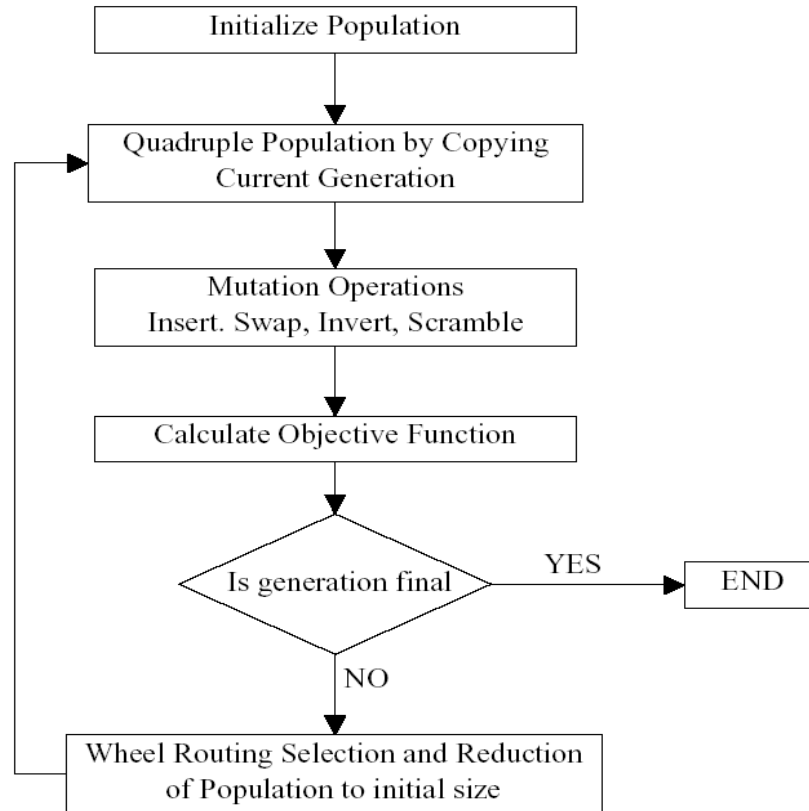 Initialize Population
Quadruple Population by Copying
Current Generation
Mutation Operations
Insert. Swap, Invert, Scramble
Calculate Objective Function
Is generation final
YES
END
NO
Wheel Routing Selection and Reduction
of Population to initial size